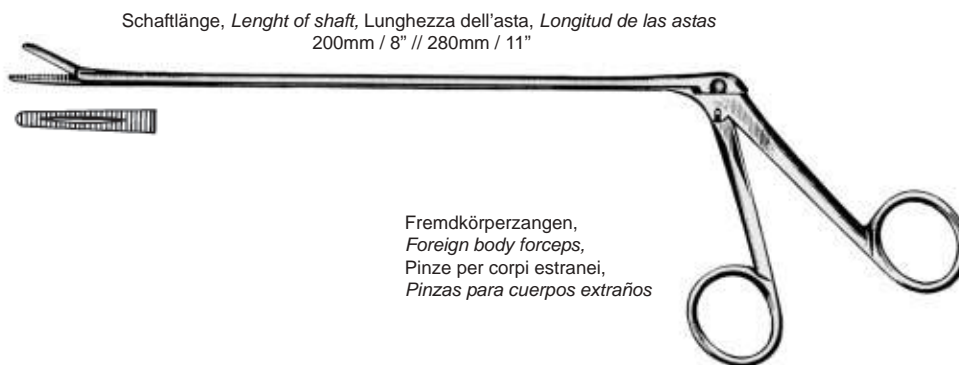 Schaftlänge, Lenght of shaft, Lunghezza dell'asta, Longitud de las astas
200mm / 8” // 280mm / 11”
Fremdkörperzangen,
Foreign body forceps,
Pinze per corpi estranei,
Pinzas para cuerpos extraños